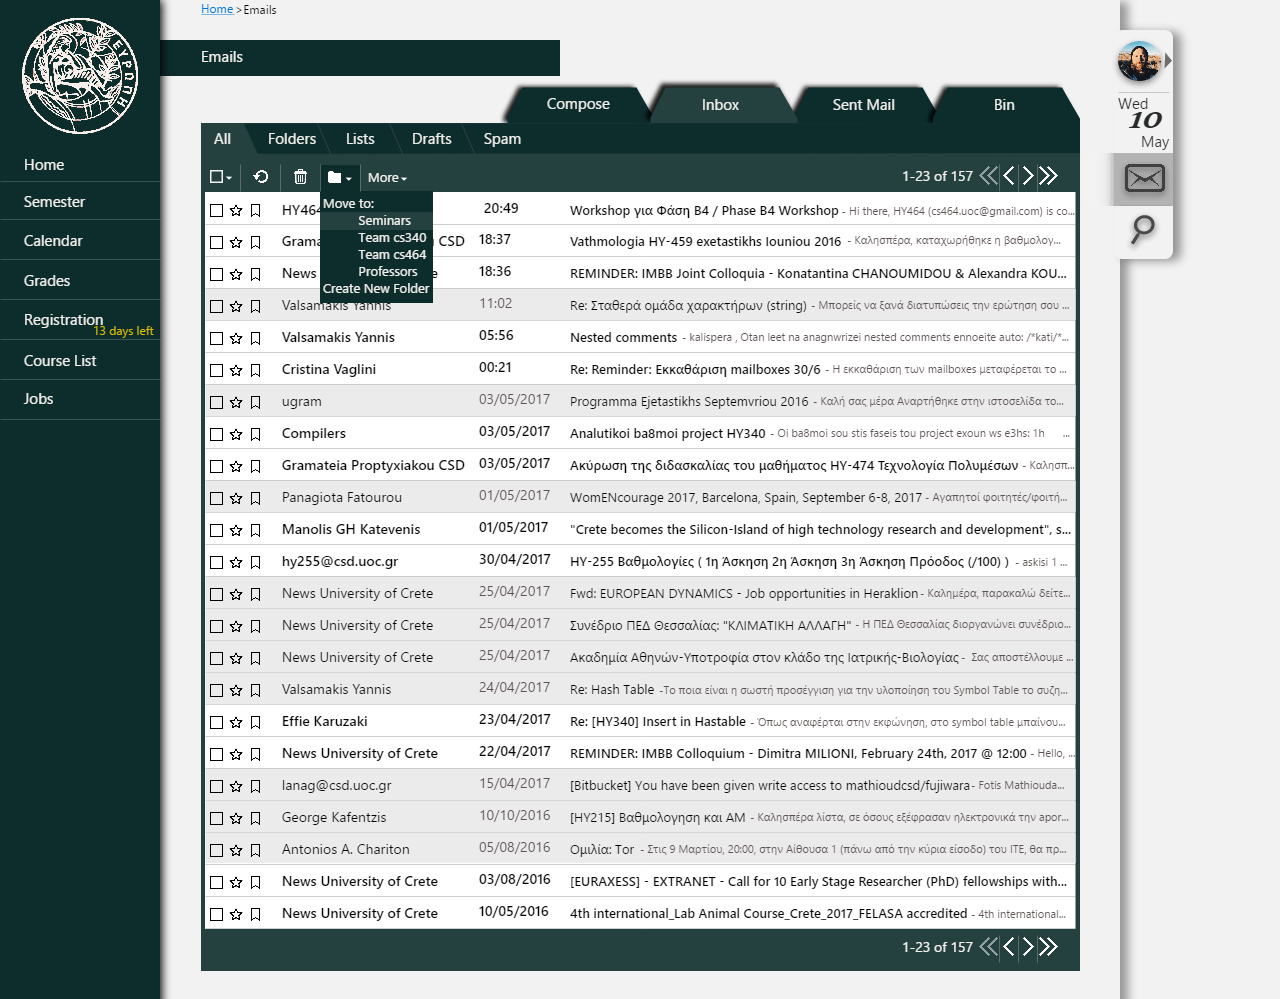 Home >Emails
ΕΥΡΩΠΗ
Emails
Compose
Inbox
Sent Mail
Bin
All
Folders
Lists
Drafts
Spam
More
1-23 of 157
Home
Semester
Calendar
Grades
Registration
13 days left
Course List
Jobs
Wed
10
May
Move to:
Seminars
Team cs340
Team cs464
Professors
Create New Folder
HY464 20:49 Workshop για Φάση B4 / Phase B4 Workshop - Hi there, HY464 (cs464.uoc@gmail.com) is co...
Grama CSD 18:37 Vathmologia HY-459 exetastikhs Iouniou 2016 - Καλησπέρα, καταχωρήθηκε η βαθμολογ...
News e 18:36 REMINDER: IMBB Joint Colloquia - Konatantina CHANOUMIDOU & Alexandra KOU...
Valsamakis Yannis 11:02 Re: Σταθερά ομάδα χαρακτήρων (string) - Μπορείς να ξανά διατυπώσεις την ερώτηση σου ...
Valsamakis Yannis 05:56 Nested comments - kalispera , Otan leet na anagnwrizei nested comments ennoeite auto: /*kati/*...
Cristina Vaglini 00:21 Re: Reminder: Εκκαθάριση mailboxes 30/6 - Η εκκαθάριση των mailboxes μεταφέρεται το ...
ugram 03/05/2017 Programma Ejetastikhs Septemvriou 2016 - Καλή σας μέρα Αναρτήθηκε στην ιστοσελίδα το...
Compilers 03/05/2017 Analutikoi ba8moi project HY340 - Oi ba8moi sou stis faseis tou project exoun ws e3hs: 1h ...
Gramateia Proptyxiakou CSD 03/05/2017 Ακύρωση της διδασκαλίας του μαθήματος ΗΥ-474 Τεχνολογία Πολυμέσων - Καλησπ...
Panagiota Fatourou 01/05/2017 WomENcourage 2017, Barcelona, Spain, September 6-8, 2017 - Αγαπητοί φοιτητές/φοιτή...
Manolis GH Katevenis 01/05/2017 "Crete becomes the Silicon-Island of high technology research and development", s...
hy255@csd.uoc.gr 30/04/2017 HY-255 Βαθμολογίες ( 1η Άσκηση 2η Άσκηση 3η Άσκηση Πρόοδος (/100) ) - askisi 1 ...
News University of Crete 25/04/2017 Fwd: EUROPEAN DYNAMICS - Job opportunities in Heraklion - Καλημέρα, παρακαλώ δείτε...
News University of Crete 25/04/2017 Συνέδριο ΠΕΔ Θεσσαλίας: "ΚΛΙΜΑΤΙΚΗ ΑΛΛΑΓΗ" - Η ΠΕΔ Θεσσαλίας διοργανώνει συνέδριο...
News University of Crete 25/04/2017 Ακαδημία Αθηνών-Υποτροφία στον κλάδο της Ιατρικής-Βιολογίας - Σας αποστέλλουμε ...
Valsamakis Yannis 24/04/2017 Re: Hash Table -Το ποια είναι η σωστή προσέγγιση για την υλοποίηση του Symbol Table το συζη...
Effie Karuzaki 23/04/2017 Re: [HY340] Insert in Hastable - Όπως αναφέρται στην εκφώνηση, στο symbol table μπαίνου...
News University of Crete 22/04/2017 REMINDER: IMBB Colloquium - Dimitra MILIONI, February 24th, 2017 @ 12:00 - Hello, ...
lanag@csd.uoc.gr 15/04/2017 [Bitbucket] You have been given write access to mathioudcsd/fujiwara - Fotis Mathiouda...
George Kafentzis 10/10/2016 [HY215] Βαθμολογηση και ΑΜ - Καλησπέρα λίστα, σε όσους εξέφρασαν ηλεκτρονικά την apor...
Antonios A. Chariton 05/08/2016 Ομιλία: Tor - Στις 9 Μαρτίου, 20:00, στην Αίθουσα 1 (πάνω από την κύρια είσοδο) του ΙΤΕ, θα πρ...
News University of Crete 03/08/2016 [EURAXESS] - EXTRANET - Call for 10 Early Stage Researcher (PhD) fellowships with...
News University of Crete 10/05/2016 4th international_Lab Animal Course_Crete_2017_FELASA accredited - 4th international...
1-23 of 157